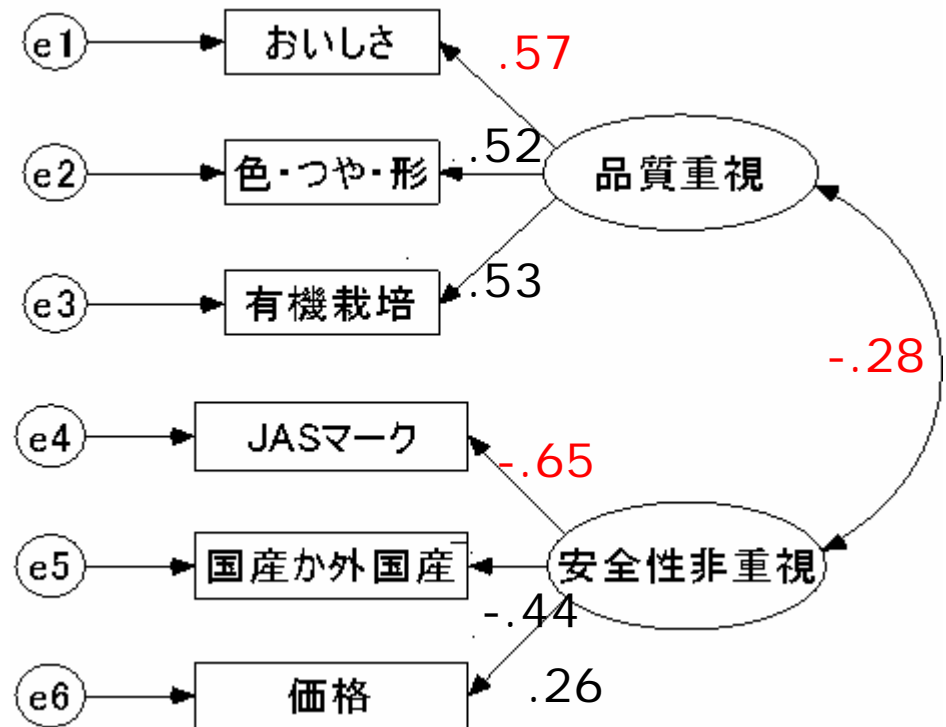 e1
おいしさ
.57
e2
色・つや・形
.52
品質重視
e3
有機栽培
.53
-.28
e4
JASマーク
-.65
e5
国産か外国産
安全性非重視
-.44
e6
価格
.26